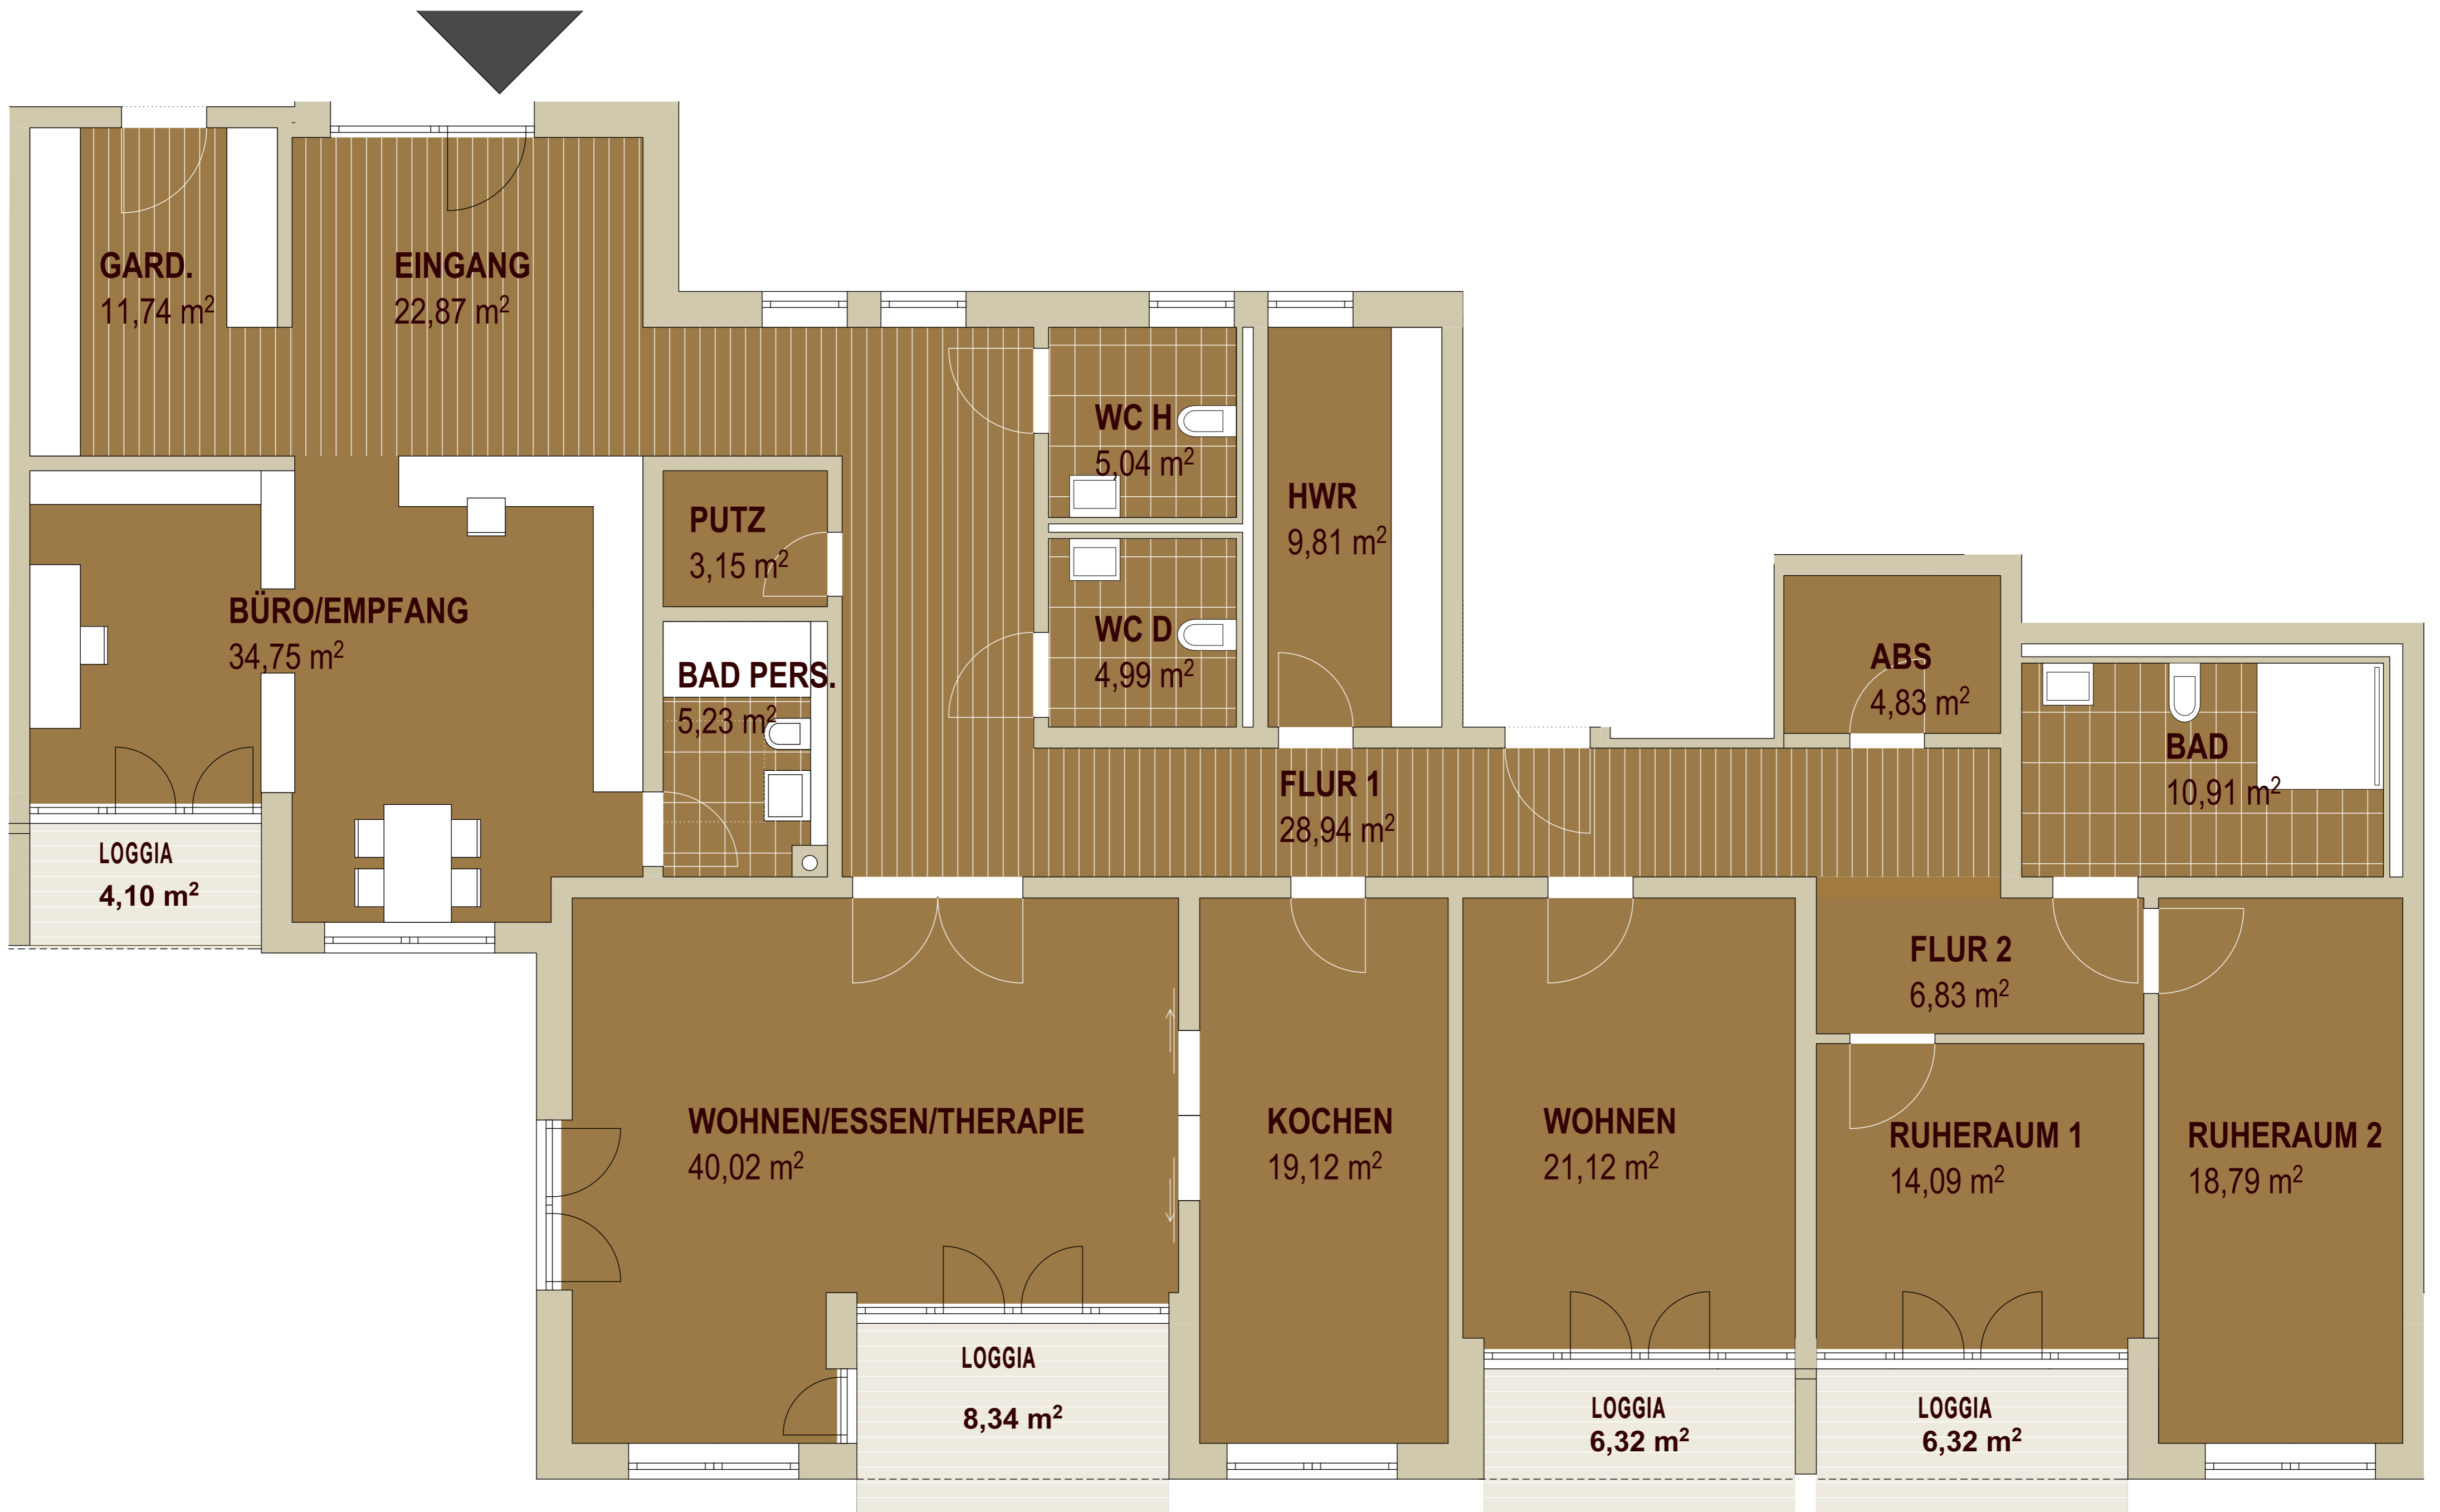 GARD.
11,74 m²
EINGANG
22,87 m²
WC H
5,04 m²
HWR
9,81 m²
PUTZ
3,15 m²
BÜRO/EMPFANG
34,75 m²
BAD PERS.
5,23 m²
WC D
4,99 m²
ABS
4,83 m²
BAD
10,91 m²
FLUR 1
28,94 m²
LOGGIA
4,10 m²
FLUR 2
6,83 m²
WOHNEN/ESSEN/THERAPIE
40,02 m²
KOCHEN
19,12 m²
WOHNEN
21,12 m²
RUHERAUM 1
14,09 m²
RUHERAUM 2
18,79 m²
LOGGIA
8,34 m²
LOGGIA
6,32 m²
LOGGIA
6,32 m²